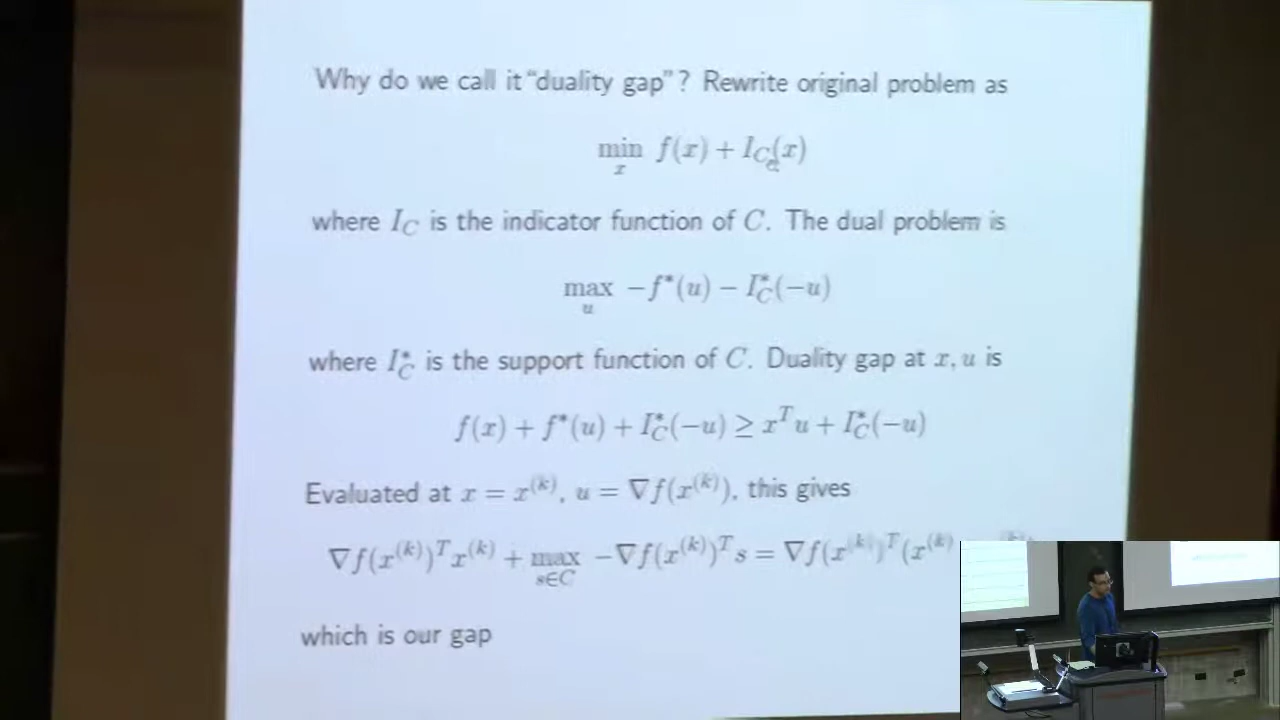 Why do we call it "duality gap"? Rewrite original problem as
min f(x) + I_C(x)
x
where I_C is the indicator function of C. The dual problem is
max −f*(u) − I*_C(−u)
u
where I*_C is the support function of C. Duality gap at x, u is
f(x) + f*(u) + I*_C(−u) ≥ x^T u + I*_C(−u)
Evaluated at x = x^(k), u = ∇f(x^(k)), this gives
∇f(x^(k))^T x^(k) + max −∇f(x^(k))^T s = ∇f(x^(k))^T(x^(k)
s∈C
which is our gap